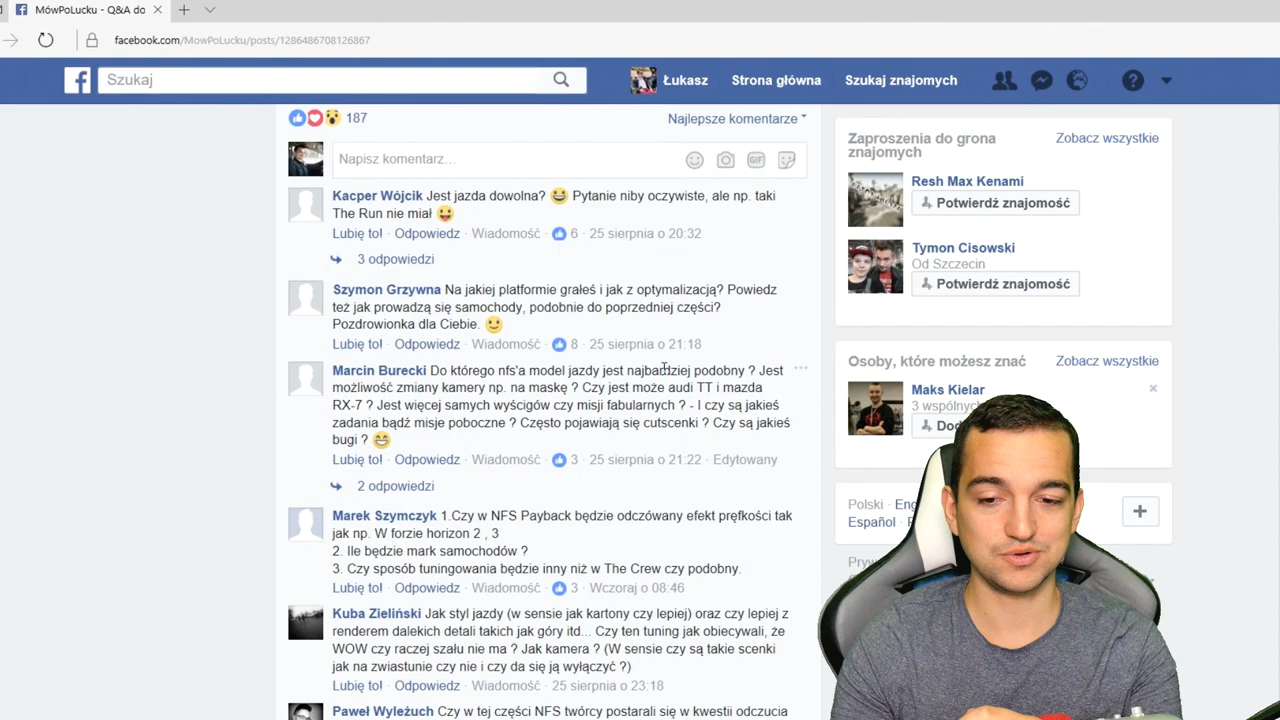 MówPoLucku - Q&A do
facebook.com/MowPoLucku/posts/1286486708126867
Szukaj
Łukasz
Strona główna
Szukaj znajomych
187
Najlepsze komentarze
Napisz komentarz...
GIF
Kacper Wójcik Jest jazda dowolna? 😀 Pytanie niby oczywiste, ale np. taki
The Run nie miał 😜
Lubię to! · Odpowiedz · Wiadomość · 6 · 25 sierpnia o 20:32
3 odpowiedzi
Szymon Grzywna Na jakiej platformie grałeś i jak z optymalizacją? Powiedz
też jak prowadzą się samochody, podobnie do poprzedniej części?
Pozdrowionka dla Ciebie. 🙂
Lubię to! · Odpowiedz · Wiadomość · 8 · 25 sierpnia o 21:18
Marcin Burecki Do którego nfs'a model jazdy jest najbardziej podobny ? Jest
możliwość zmiany kamery np. na maskę ? Czy jest może audi TT i mazda
RX-7 ? Jest więcej samych wyścigów czy misji fabularnych ? - I czy są jakieś
zadania bądź misje poboczne ? Często pojawiają się cutscenki ? Czy są jakieś
bugi ? 😁
Lubię to! · Odpowiedz · Wiadomość · 3 · 25 sierpnia o 21:22 · Edytowany
2 odpowiedzi
Marek Szymczyk 1.Czy w NFS Payback będzie odczówany efekt pręfkości tak
jak np. W forzie horizon 2 , 3
2. Ile będzie mark samochodów ?
3. Czy sposób tuningowania będzie inny niż w The Crew czy podobny.
Lubię to! · Odpowiedz · Wiadomość · 3 · Wczoraj o 08:46
Kuba Zieliński Jak styl jazdy (w sensie jak kartony czy lepiej) oraz czy lepiej z
renderem dalekich detali takich jak góry itd... Czy ten tuning jak obiecywali, że
WOW czy raczej szału nie ma ? Jak kamera ? (W sensie czy są takie scenki
jak na zwiastunie czy nie i czy da się ją wyłączyć ?)
Lubię to! · Odpowiedz · Wiadomość · 25 sierpnia o 23:18
Paweł Wyleżuch Czy w tej części NFS twórcy postarali się w kwestii odczucia
Zaproszenia do grona
znajomych
Zobacz wszystkie
Resh Max Kenami
Potwierdź znajomość
Tymon Cisowski
Od Szczecin
Potwierdź znajomość
Osoby, które możesz znać
Zobacz wszystkie
Maks Kielar
3 wspólnych
Polski ·
Español ·